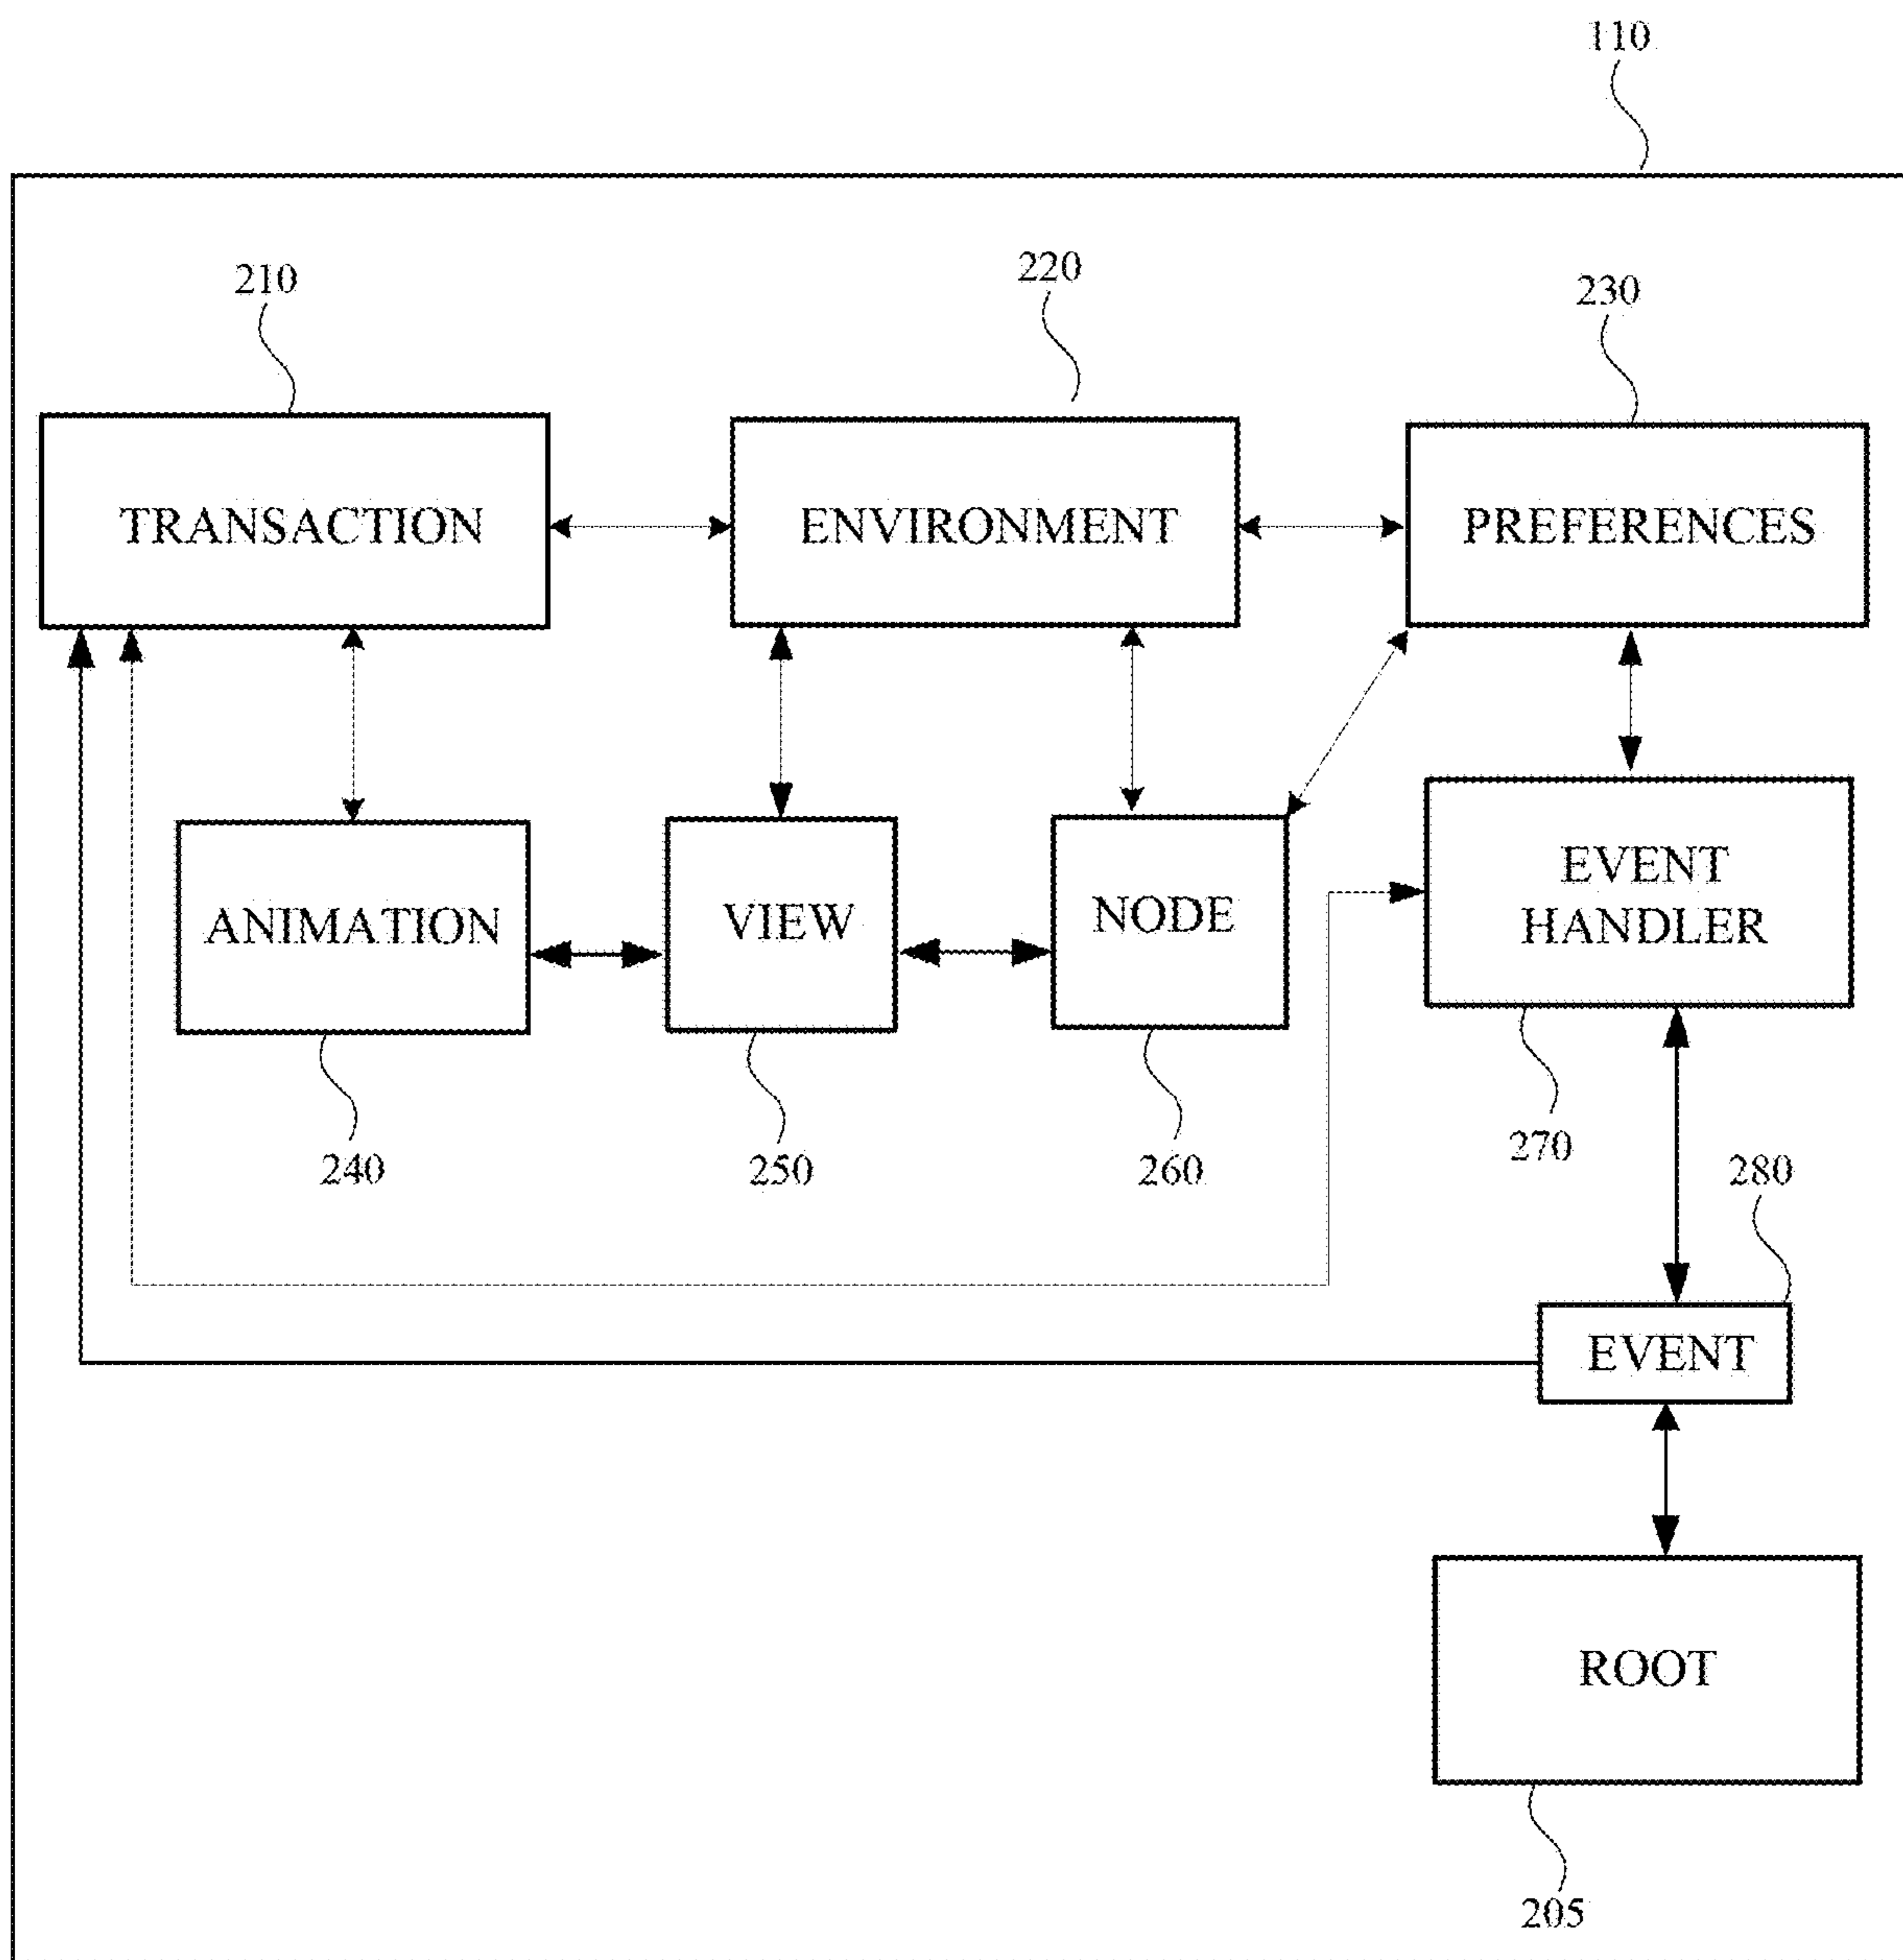 110
210
220
230
TRANSACTION
ENVIRONMENT
PREFERENCES
ANIMATION
VIEW
NODE
EVENT
HANDLER
240
250
260
270
280
EVENT
ROOT
205